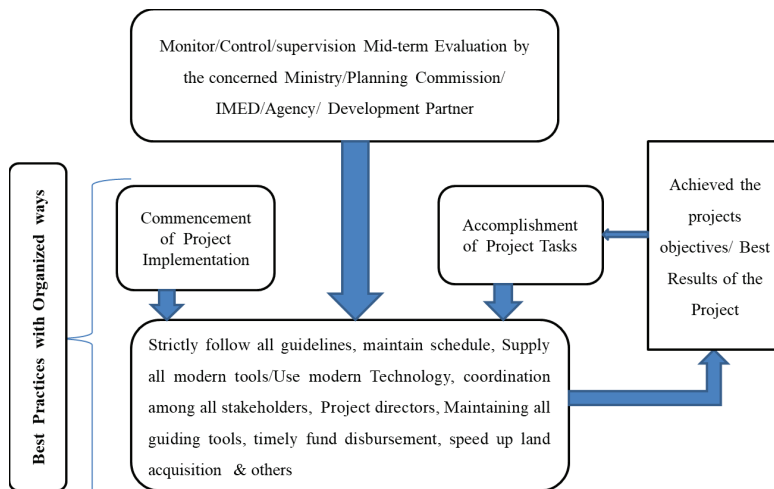 Monitor/Control/supervision Mid-term Evaluation by
the concerned Ministry/Planning Commission/
IMED/Agency/ Development Partner
Best Practices with Organized ways
Commencement
of Project
Implementation
Accomplishment
of Project Tasks
Achieved the
projects
objectives/ Best
Results of the
Project
Strictly follow all guidelines, maintain schedule, Supply
all modern tools/Use modern Technology, coordination
among all stakeholders, Project directors, Maintaining all
guiding tools, timely fund disbursement, speed up land
acquisition & others